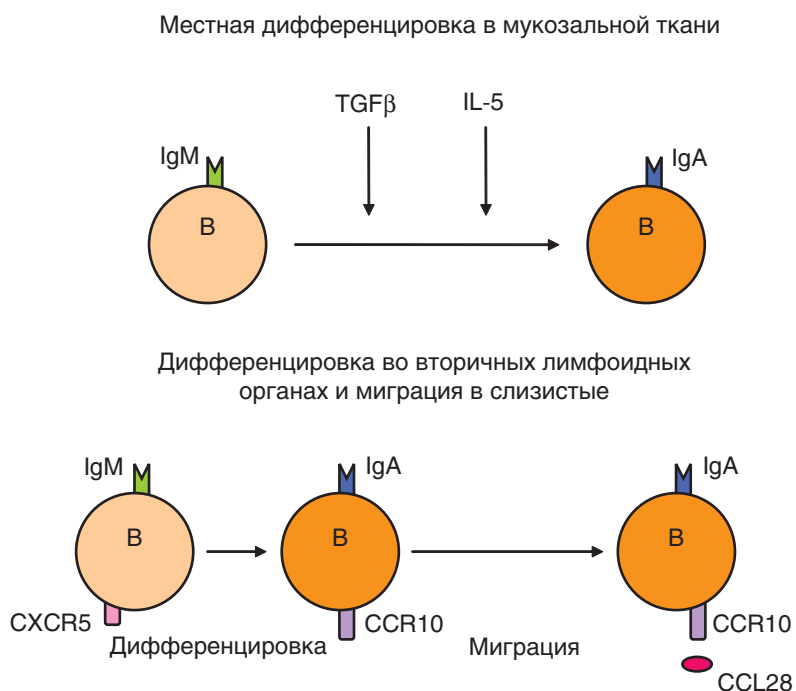 Местная дифференцировка в мукозальной ткани
TGFβ
IL-5
IgM
IgA
B
B
Дифференцировка во вторичных лимфоидных
органах и миграция в слизистые
IgM
IgA
IgA
B
B
B
CXCR5
CCR10
CCR10
Дифференцировка
Миграция
CCL28